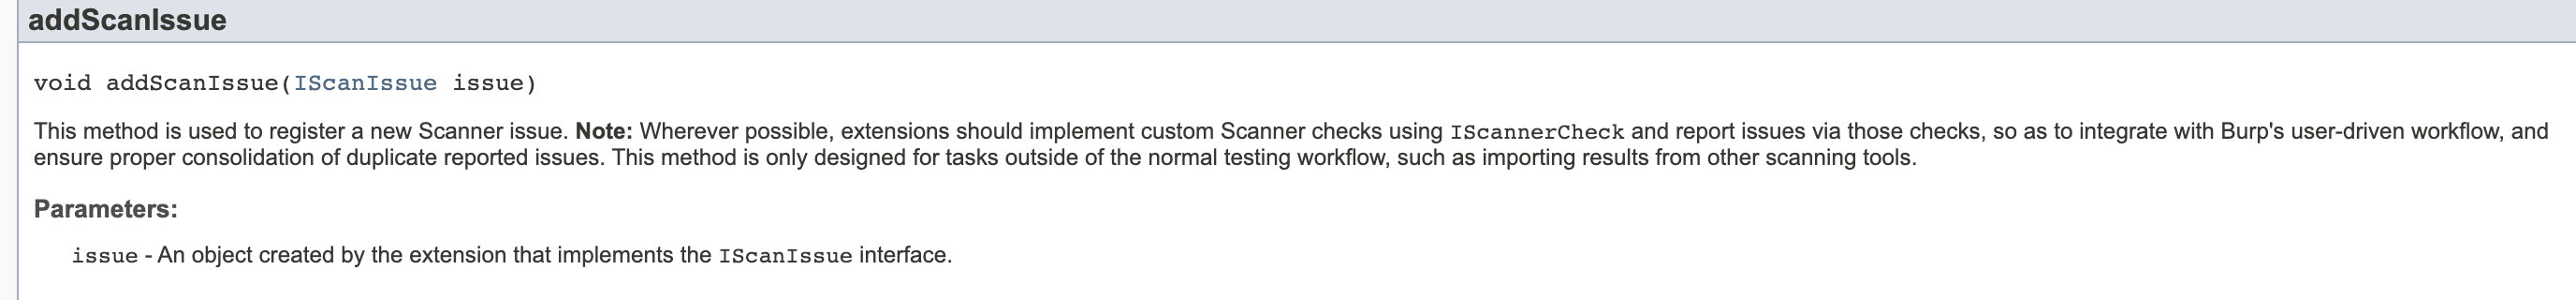 addScanIssue
void addScanIssue(IScanIssue issue)
This method is used to register a new Scanner issue. Note: Wherever possible, extensions should implement custom Scanner checks using IScannerCheck and report issues via those checks, so as to integrate with Burp's user-driven workflow, and
ensure proper consolidation of duplicate reported issues. This method is only designed for tasks outside of the normal testing workflow, such as importing results from other scanning tools.
Parameters:
issue - An object created by the extension that implements the IScanIssue interface.